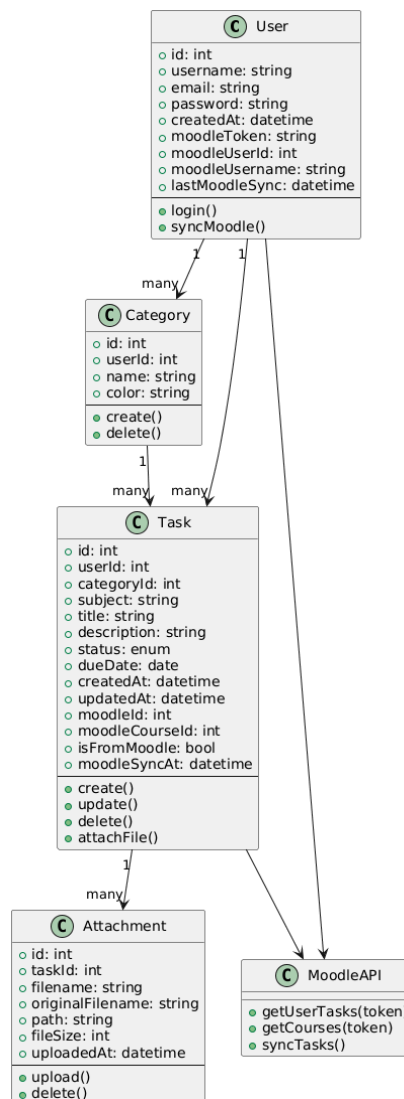 C User
+ id: int
+ username: string
+ email: string
+ password: string
+ createdAt: datetime
+ moodleToken: string
+ moodleUserId: int
+ moodleUsername: string
+ lastMoodleSync: datetime
+ login()
+ syncMoodle()
1
1
many
C Category
+ id: int
+ userId: int
+ name: string
+ color: string
+ create()
+ delete()
1
many
many
C Task
+ id: int
+ userId: int
+ categoryId: int
+ subject: string
+ title: string
+ description: string
+ status: enum
+ dueDate: date
+ createdAt: datetime
+ updatedAt: datetime
+ moodleId: int
+ moodleCourseId: int
+ isFromMoodle: bool
+ moodleSyncAt: datetime
+ create()
+ update()
+ delete()
+ attachFile()
1
many
C Attachment
+ id: int
+ taskId: int
+ filename: string
+ originalFilename: string
+ path: string
+ fileSize: int
+ uploadedAt: datetime
+ upload()
+ delete()
C MoodleAPI
+ getUserTasks(token
+ getCourses(token)
+ syncTasks()